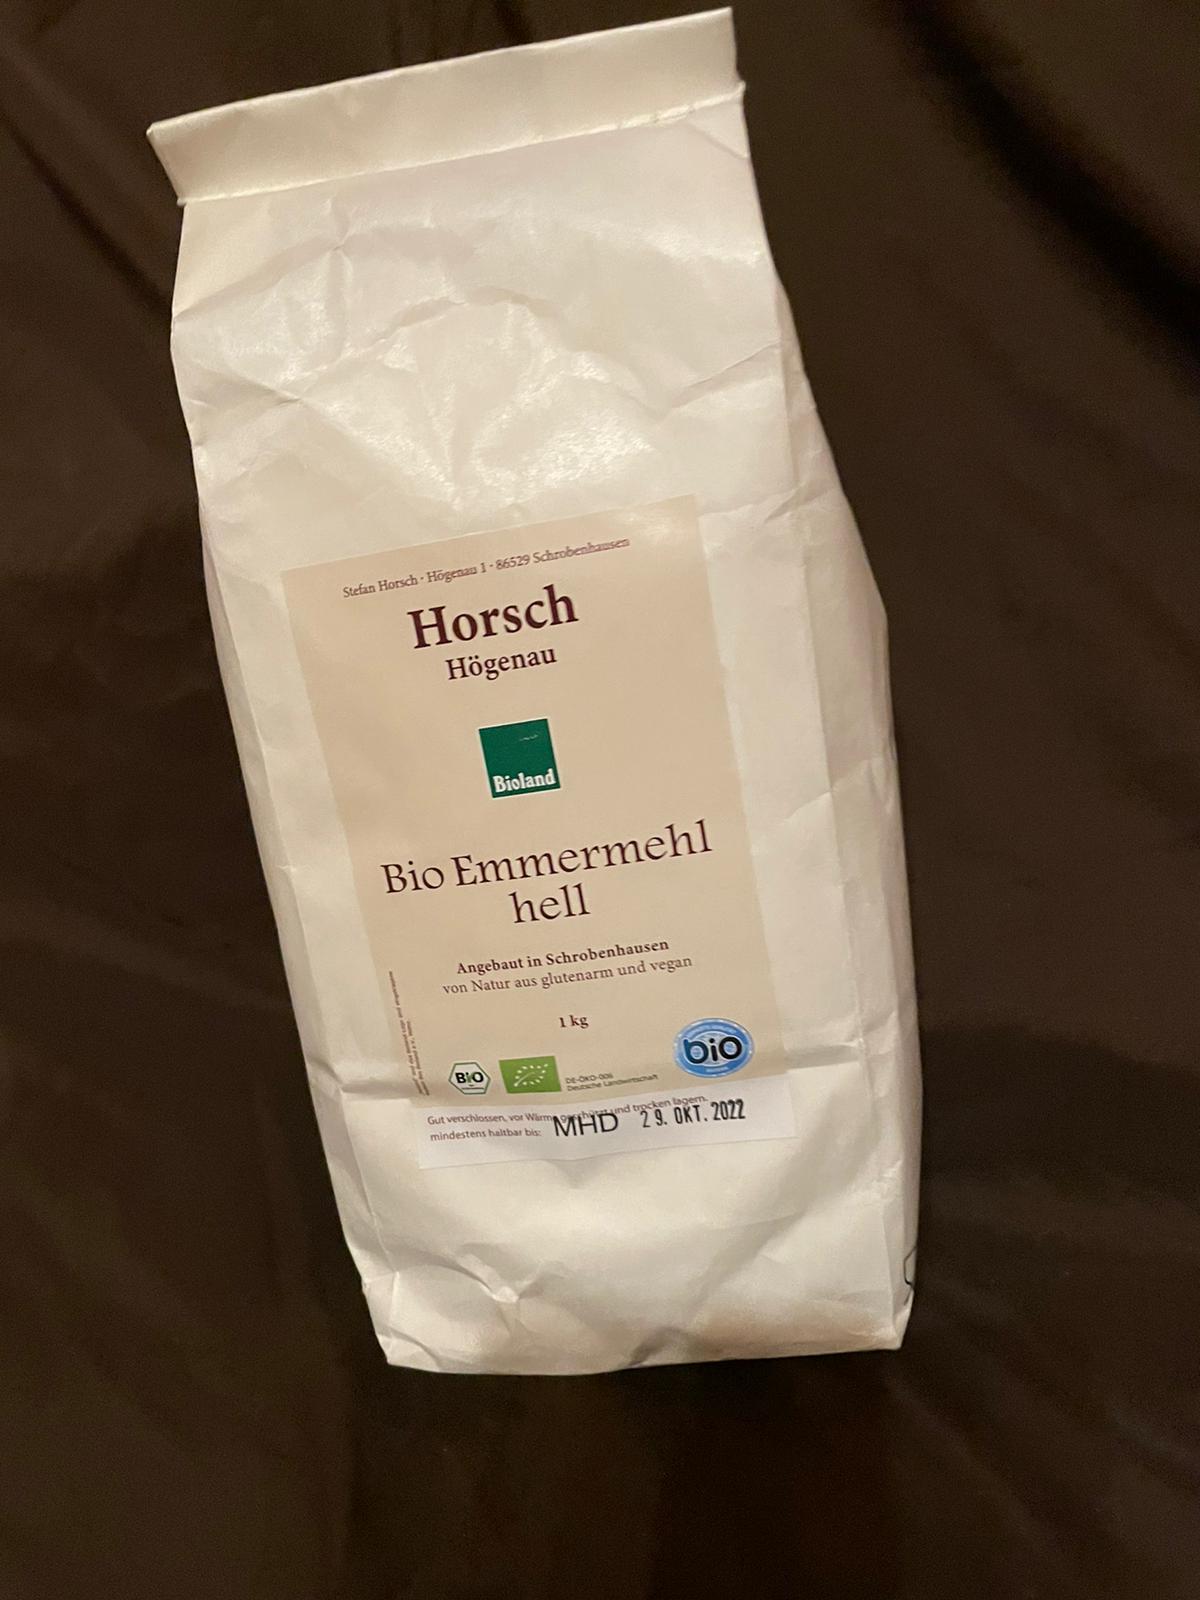 Stefan Horsch · Högenau 1 · 86529 Schrobenhausen
Horsch
Högenau
Bioland
Bio Emmermehl
hell
Angebaut in Schrobenhausen
von Natur aus glutenarm und vegan
1 kg
BIO
DE-ÖKO-006
Deutsche Landwirtschaft
biO
Gut verschlossen, vor Wärme geschützt und trocken lagern.
mindestens haltbar bis: MHD 29. OKT. 2022